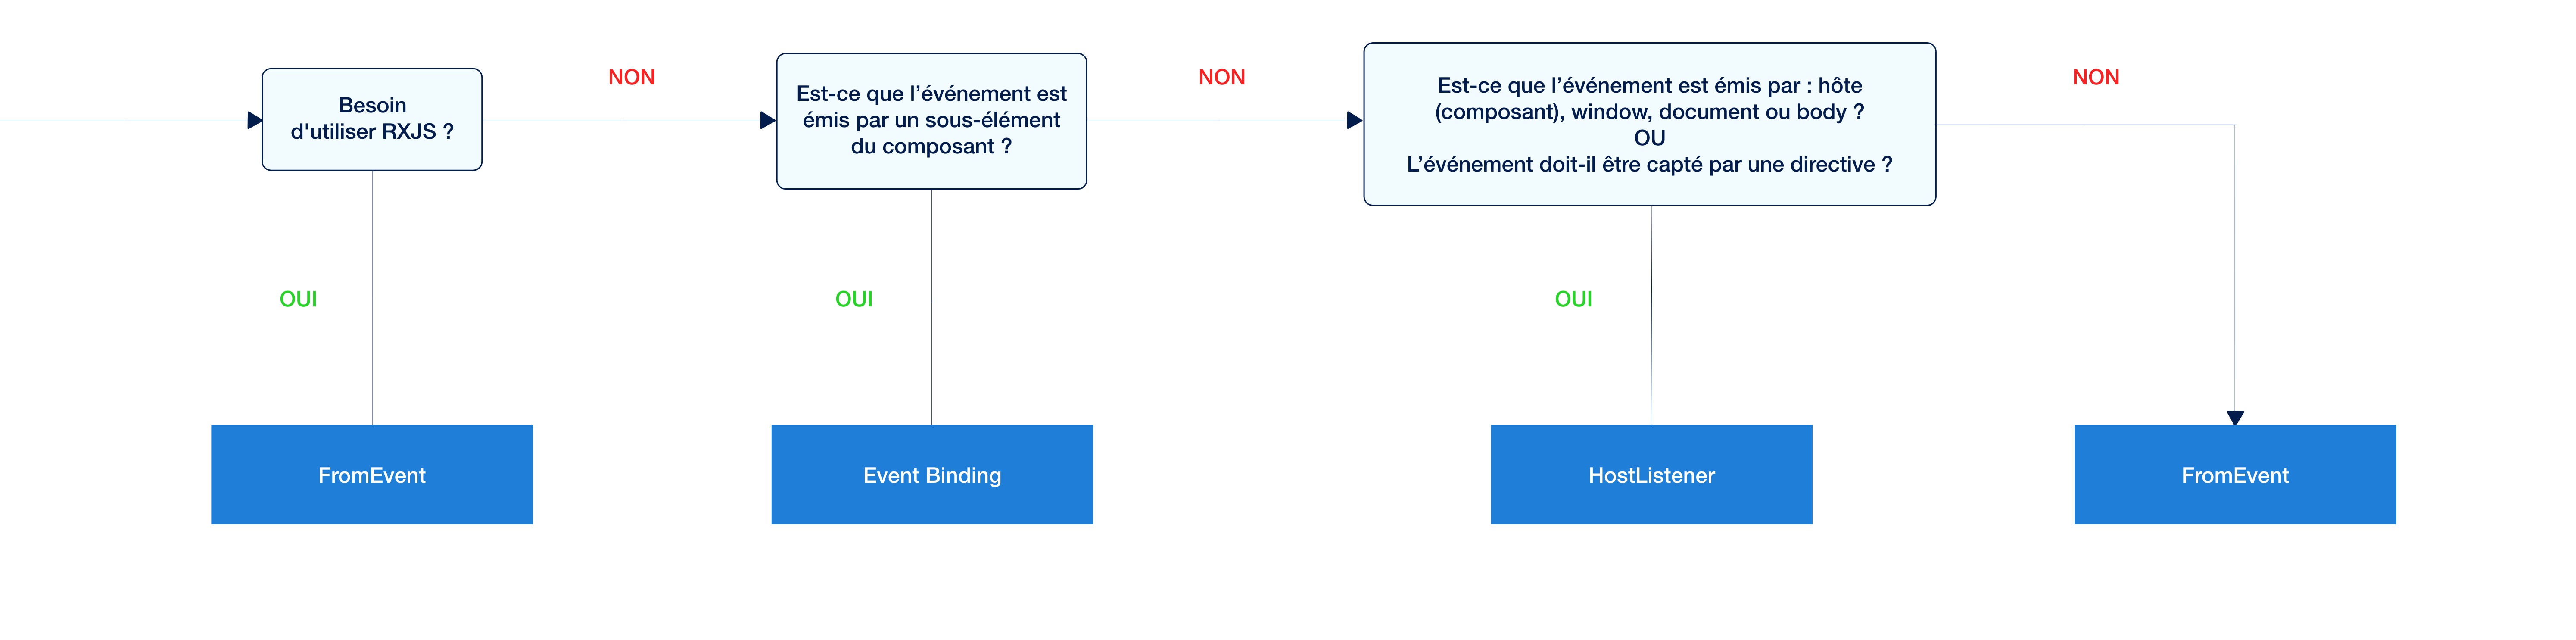 Besoin
d'utiliser RXJS ?
NON
Est-ce que l’événement est
émis par un sous-élément
du composant ?
NON
Est-ce que l’événement est émis par : hôte
(composant), window, document ou body ?
OU
L’événement doit-il être capté par une directive ?
NON
OUI
OUI
OUI
FromEvent
Event Binding
HostListener
FromEvent